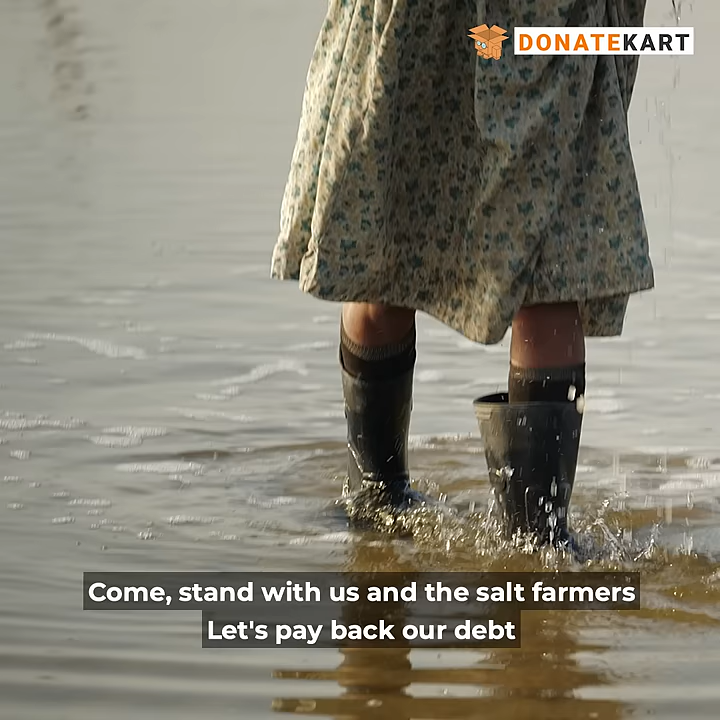 DONATEKART
Come, stand with us and the salt farmers
Let's pay back our debt